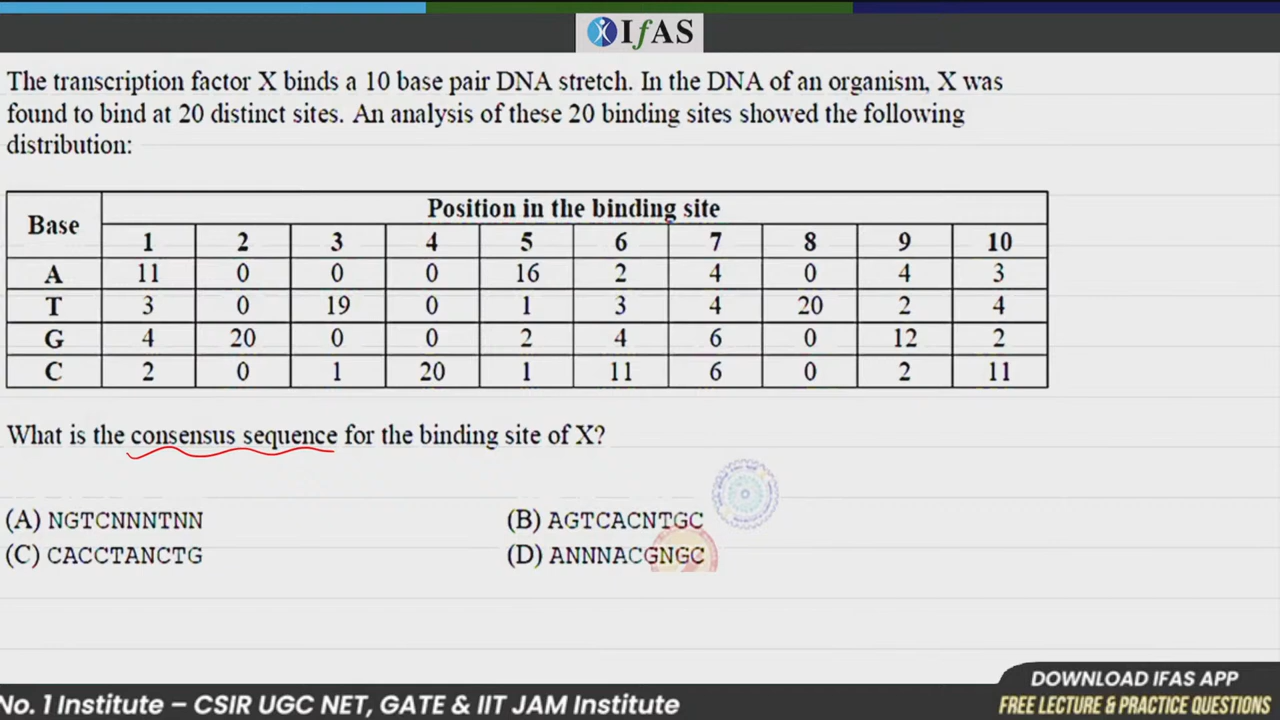 IfAS
The transcription factor X binds a 10 base pair DNA stretch. In the DNA of an organism, X was
found to bind at 20 distinct sites. An analysis of these 20 binding sites showed the following
distribution:
Base Position in the binding site
1 2 3 4 5 6 7 8 9 10
A 11 0 0 0 16 2 4 0 4 3
T 3 0 19 0 1 3 4 20 2 4
G 4 20 0 0 2 4 6 0 12 2
C 2 0 1 20 1 11 6 0 2 11
What is the consensus sequence for the binding site of X?
(A) NGTCNNNTNN (B) AGTCACNTGC
(C) CACCTANCTG (D) ANNNACGNGC
DOWNLOAD IFAS APP
No. 1 Institute – CSIR UGC NET, GATE & IIT JAM Institute
FREE LECTURE & PRACTICE QUESTIONS